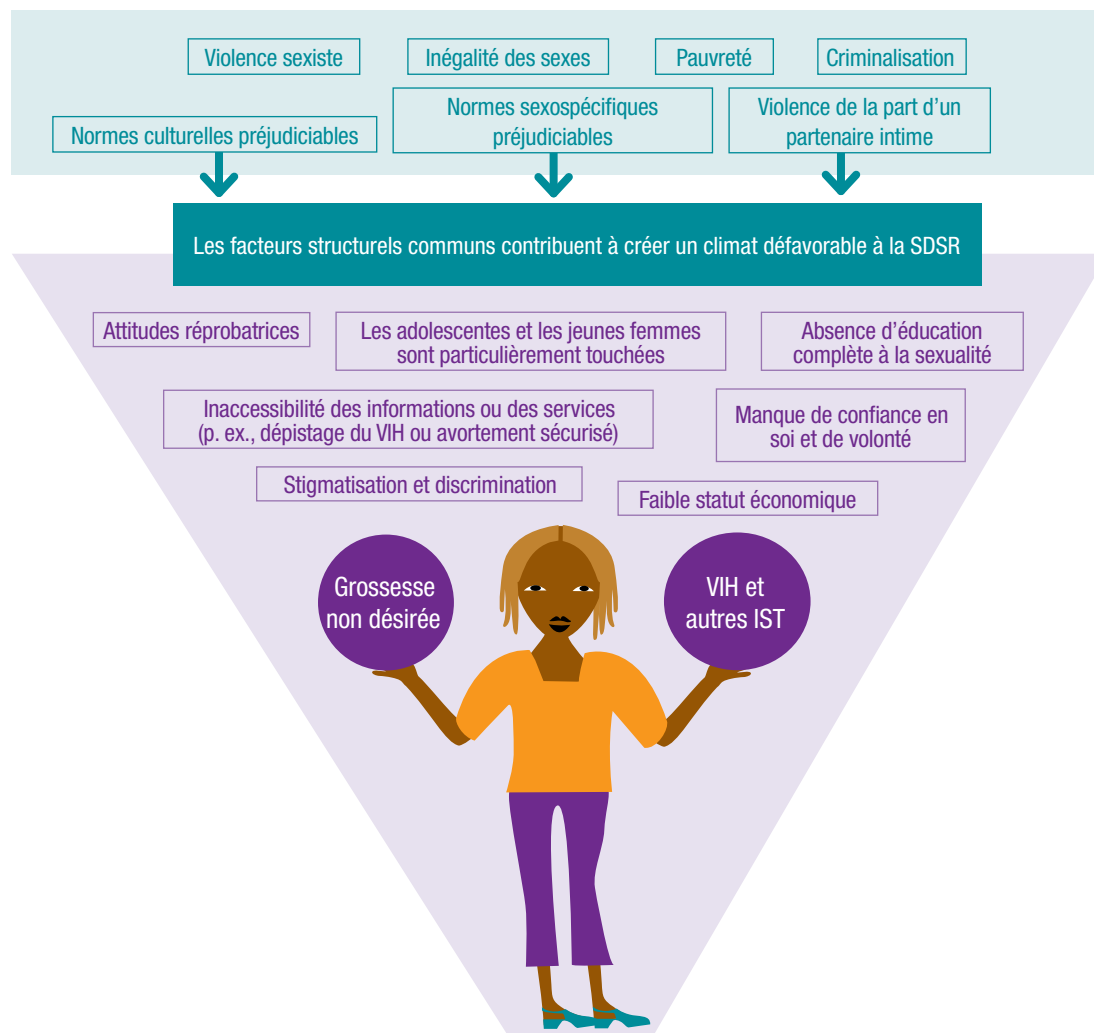 Violence sexiste
Inégalité des sexes
Pauvreté
Criminalisation
Normes culturelles préjudiciables
Normes sexospécifiques
préjudiciables
Violence de la part d'un
partenaire intime
Les facteurs structurels communs contribuent à créer un climat défavorable à la SDSR
Attitudes réprobatrices
Les adolescentes et les jeunes femmes
sont particulièrement touchées
Absence d'éducation
complète à la sexualité
Inaccessibilité des informations ou des services
(p. ex., dépistage du VIH ou avortement sécurisé)
Manque de confiance en
soi et de volonté
Stigmatisation et discrimination
Faible statut économique
Grossesse
non désirée
VIH et
autres IST